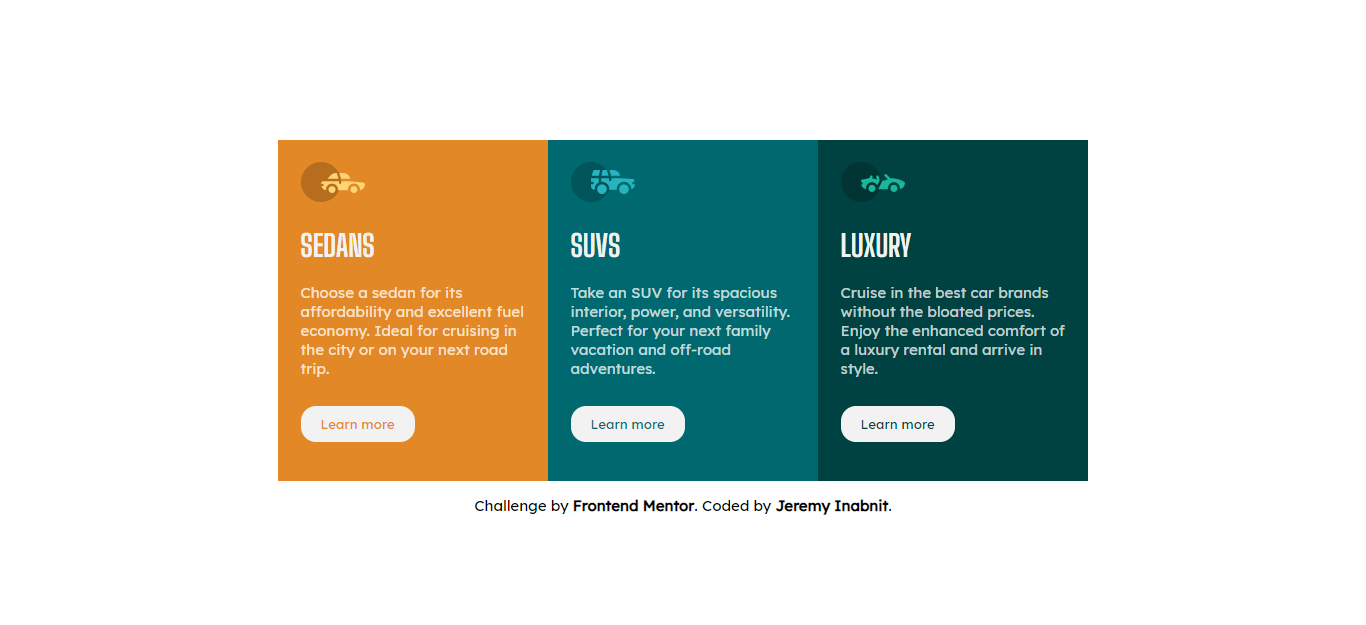 SEDANS
Choose a sedan for its
affordability and excellent fuel
economy. Ideal for cruising in
the city or on your next road
trip.
Learn more
SUVS
Take an SUV for its spacious
interior, power, and versatility.
Perfect for your next family
vacation and off-road
adventures.
Learn more
LUXURY
Cruise in the best car brands
without the bloated prices.
Enjoy the enhanced comfort of
a luxury rental and arrive in
style.
Learn more
Challenge by Frontend Mentor. Coded by Jeremy Inabnit.